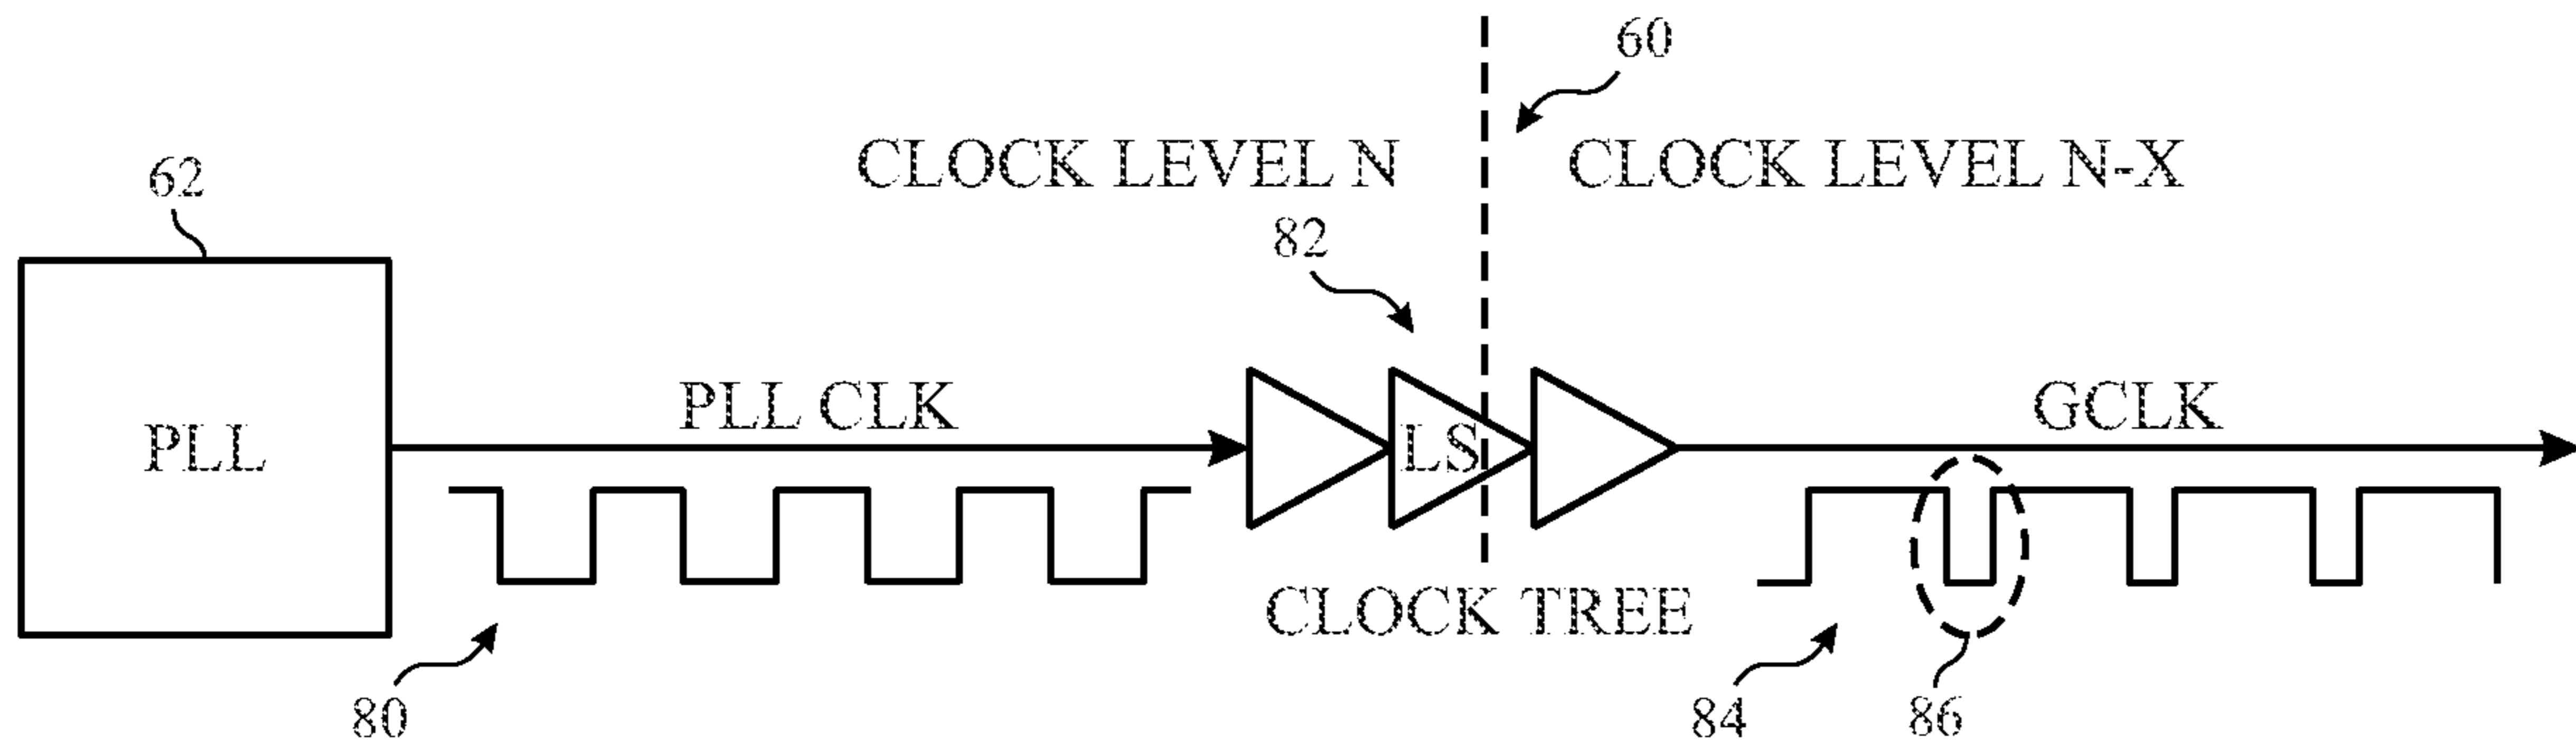 60
CLOCK LEVEL N
CLOCK LEVEL N-X
62
82
PLL CLK
GCLK
PLL
LS
CLOCK TREE
80
84
86